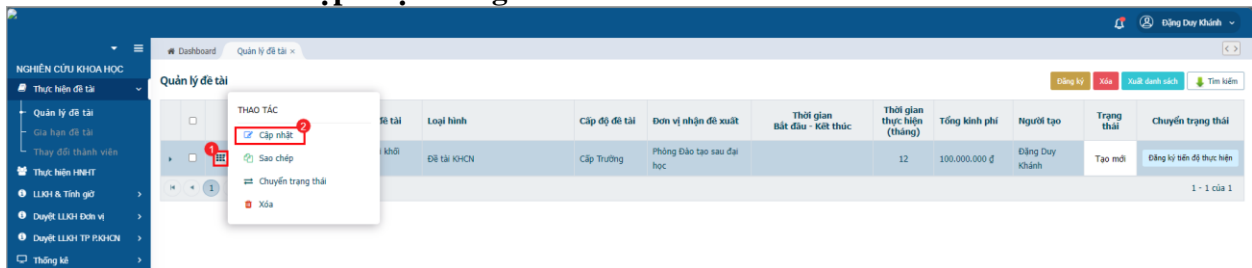 Đặng Duy Khánh
Dashboard
Quản lý đề tài ×
NGHIÊN CỨU KHOA HỌC
Thực hiện đề tài
Quản lý đề tài
Gia hạn đề tài
Thay đổi thành viên
Thực hiện HNHT
LLKH & Tính giờ
Duyệt LLKH Đơn vị
Duyệt LLKH TP P.KHCN
Thống kê
Quản lý đề tài
Đăng ký
Xóa
Xuất danh sách
Tìm kiếm
đề tài
Loại hình
Cấp độ đề tài
Đơn vị nhận đề xuất
Thời gian
Bắt đầu - Kết thúc
Thời gian
thực hiện
(tháng)
Tổng kinh phí
Người tạo
Trạng
thái
Chuyển trạng thái
1
khối
Đề tài KHCN
Cấp Trường
Phòng Đào tạo sau đại
học
12
100.000.000 ₫
Đặng Duy
Khánh
Tạo mới
Đăng ký tiến độ thực hiện
THAO TÁC
2
Cập nhật
Sao chép
Chuyển trạng thái
Xóa
1
1 - 1 của 1